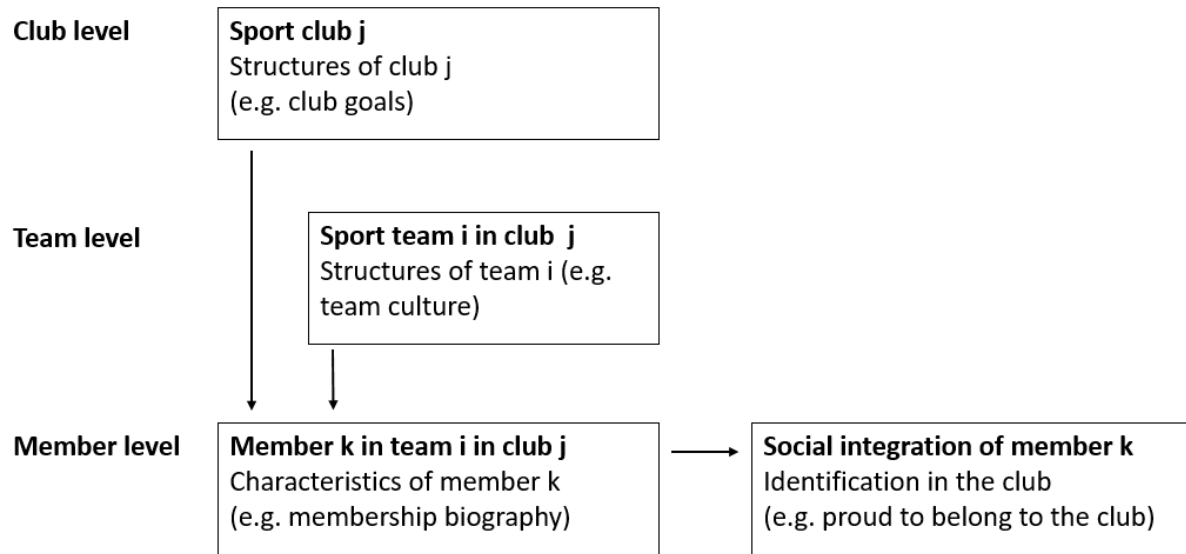 Club level
Sport club j
Structures of club j
(e.g. club goals)
Team level
Sport team i in club j
Structures of team i (e.g.
team culture)
Member level
Member k in team i in club j
Characteristics of member k
(e.g. membership biography)
Social integration of member k
Identification in the club
(e.g. proud to belong to the club)